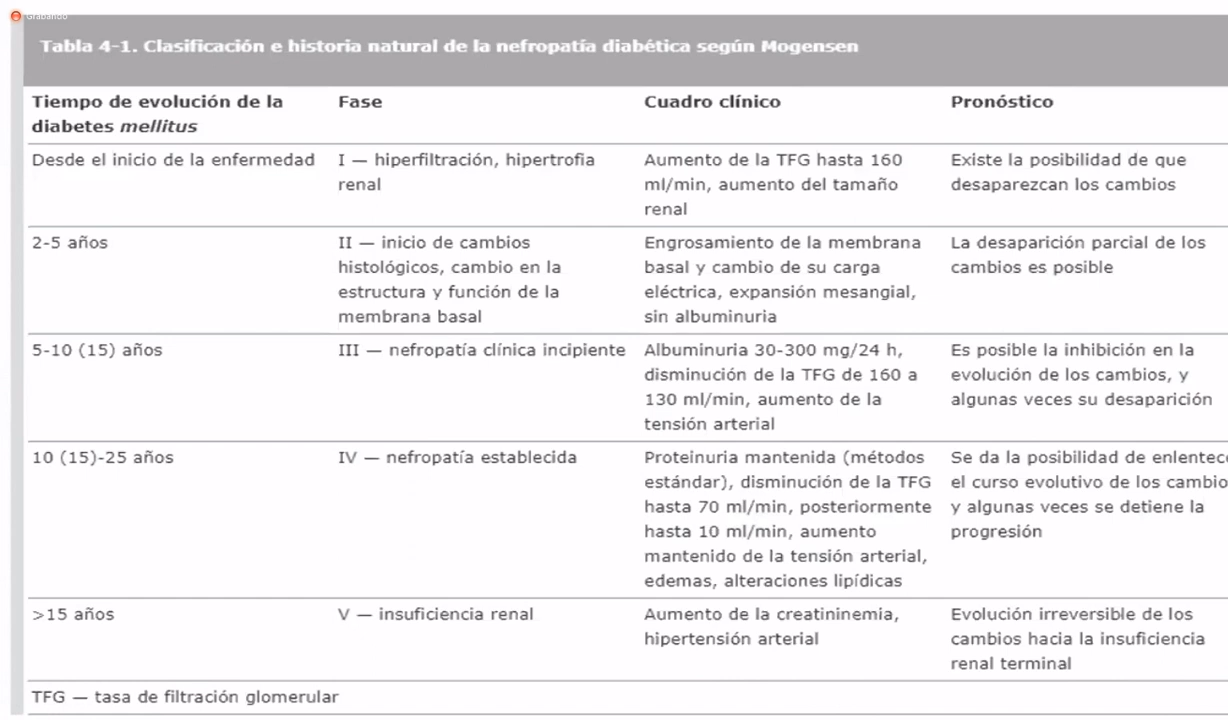 Grabando
Tabla 4-1. Clasificación e historia natural de la nefropatía diabética según Mogensen
Tiempo de evolución de la
diabetes mellitus
Fase
Cuadro clínico
Pronóstico
Desde el inicio de la enfermedad
I — hiperfiltración, hipertrofia
renal
Aumento de la TFG hasta 160
ml/min, aumento del tamaño
renal
Existe la posibilidad de que
desaparezcan los cambios
2-5 años
II — inicio de cambios
histológicos, cambio en la
estructura y función de la
membrana basal
Engrosamiento de la membrana
basal y cambio de su carga
eléctrica, expansión mesangial,
sin albuminuria
La desaparición parcial de los
cambios es posible
5-10 (15) años
III — nefropatía clínica incipiente
Albuminuria 30-300 mg/24 h,
disminución de la TFG de 160 a
130 ml/min, aumento de la
tensión arterial
Es posible la inhibición en la
evolución de los cambios, y
algunas veces su desaparición
10 (15)-25 años
IV — nefropatía establecida
Proteinuria mantenida (métodos
estándar), disminución de la TFG
hasta 70 ml/min, posteriormente
hasta 10 ml/min, aumento
mantenido de la tensión arterial,
edemas, alteraciones lipídicas
Se da la posibilidad de enlentec
el curso evolutivo de los cambio
y algunas veces se detiene la
progresión
>15 años
V — insuficiencia renal
Aumento de la creatininemia,
hipertensión arterial
Evolución irreversible de los
cambios hacia la insuficiencia
renal terminal
TFG — tasa de filtración glomerular